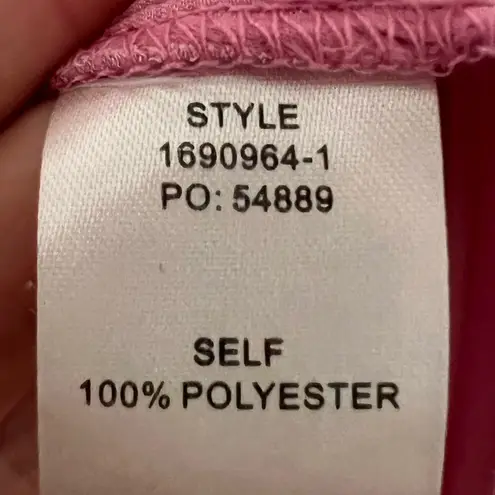 STYLE
1690964-1
PO: 54889
SELF
100% POLYESTER